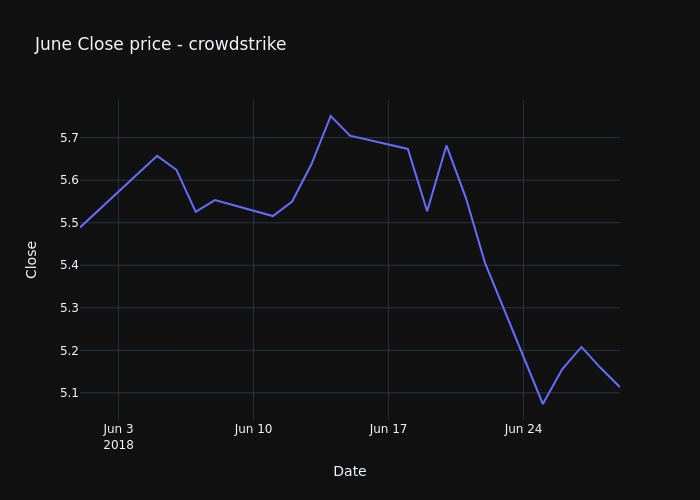 June Close price - crowdstrike
Close
5.7
5.6
5.5
5.4
5.3
5.2
5.1
Jun 3
2018
Jun 10
Jun 17
Jun 24
Date